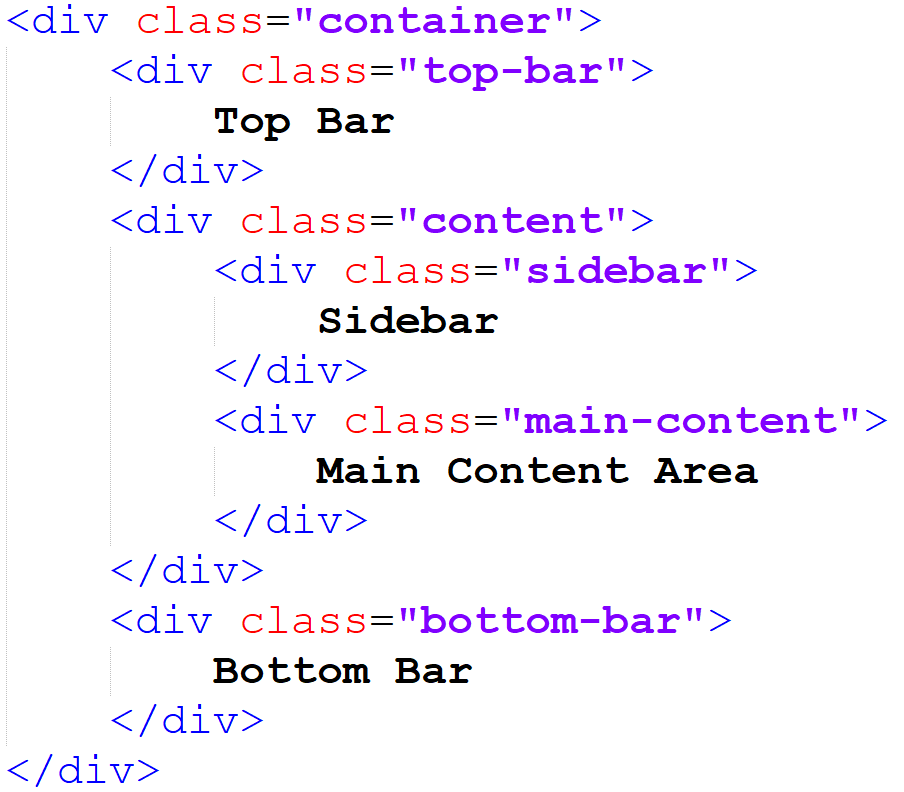 <div class="container">
    <div class="top-bar">
        Top Bar
    </div>
    <div class="content">
        <div class="sidebar">
            Sidebar
        </div>
        <div class="main-content">
            Main Content Area
        </div>
    </div>
    <div class="bottom-bar">
        Bottom Bar
    </div>
</div>